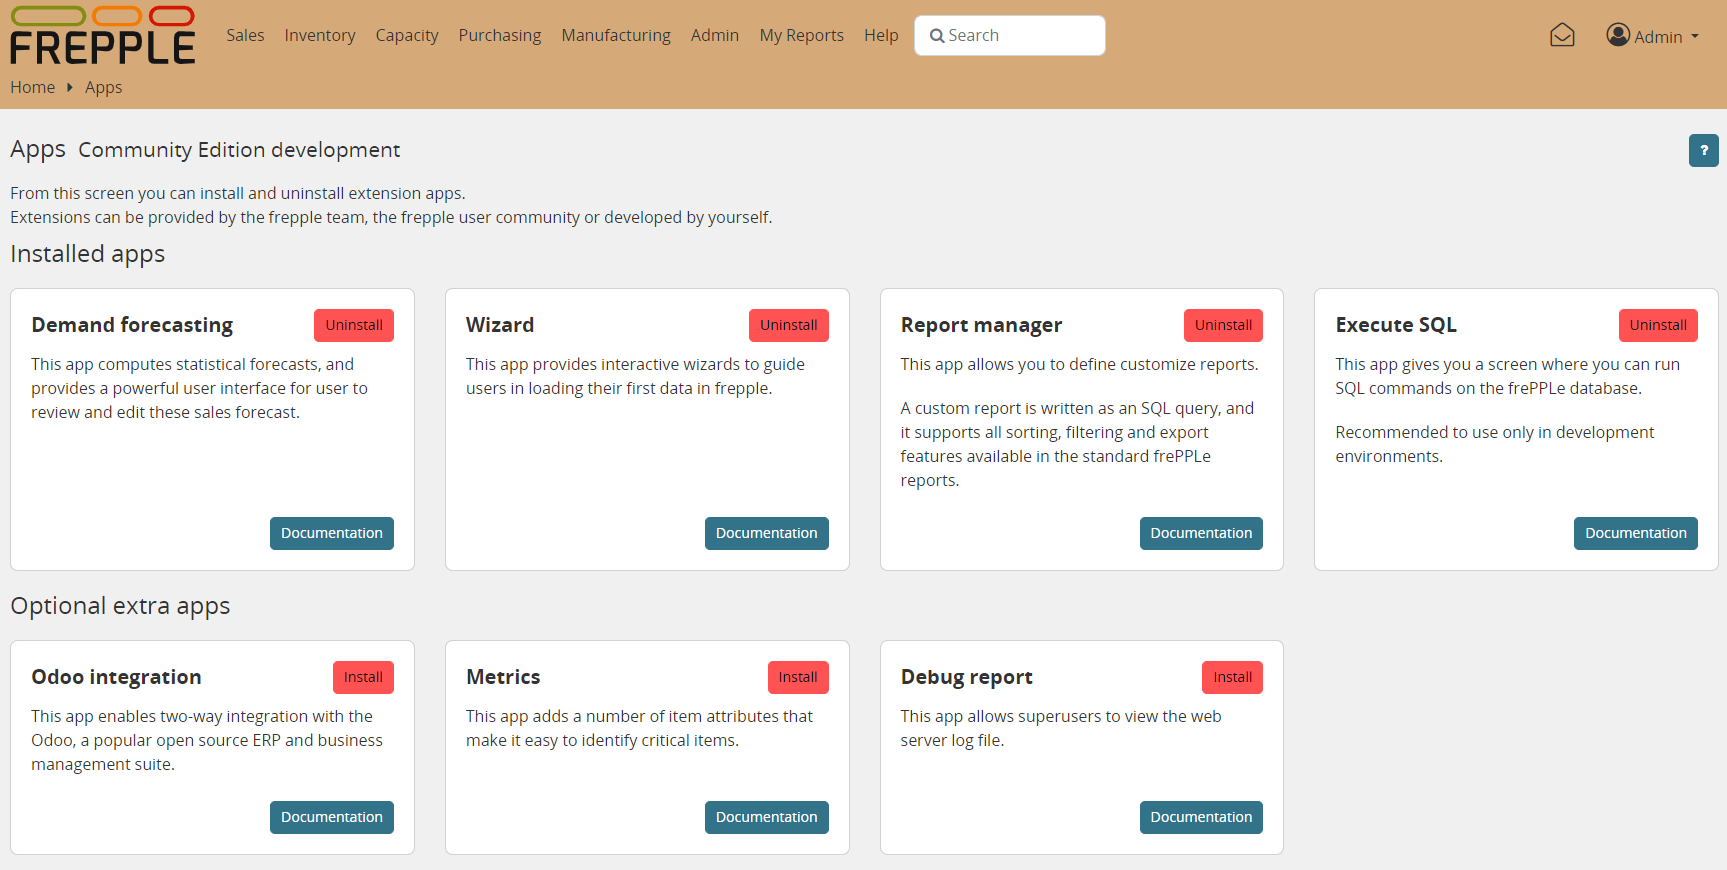 FREPPLE
Sales Inventory Capacity Purchasing Manufacturing Admin My Reports Help Search Admin
Home Apps
Apps Community Edition development
?
From this screen you can install and uninstall extension apps.
Extensions can be provided by the frepple team, the frepple user community or developed by yourself.
Installed apps
Demand forecasting
Uninstall
This app computes statistical forecasts, and
provides a powerful user interface for user to
review and edit these sales forecast.
Documentation
Wizard
Uninstall
This app provides interactive wizards to guide
users in loading their first data in frepple.
Documentation
Report manager
Uninstall
This app allows you to define customize reports.
A custom report is written as an SQL query, and
it supports all sorting, filtering and export
features available in the standard frePPLe
reports.
Documentation
Execute SQL
Uninstall
This app gives you a screen where you can run
SQL commands on the frePPLe database.
Recommended to use only in development
environments.
Documentation
Optional extra apps
Odoo integration
Install
This app enables two-way integration with the
Odoo, a popular open source ERP and business
management suite.
Documentation
Metrics
Install
This app adds a number of item attributes that
make it easy to identify critical items.
Documentation
Debug report
Install
This app allows superusers to view the web
server log file.
Documentation